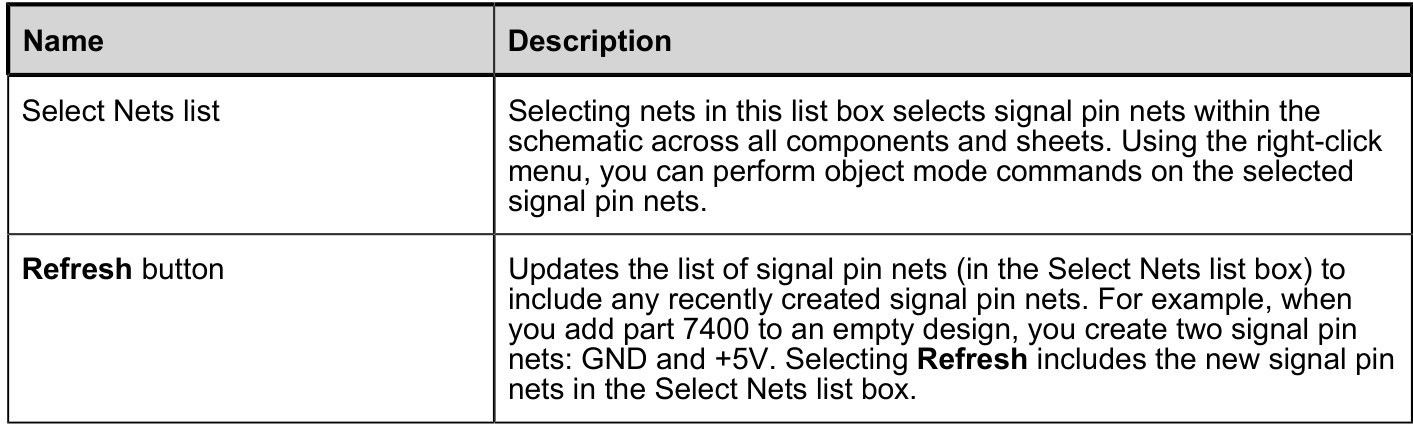 Name
Description
Select Nets list
Selecting nets in this list box selects signal pin nets within the
schematic across all components and sheets. Using the right-click
menu, you can perform object mode commands on the selected
signal pin nets.
Refresh button
Updates the list of signal pin nets (in the Select Nets list box) to
include any recently created signal pin nets. For example, when
you add part 7400 to an empty design, you create two signal pin
nets: GND and +5V. Selecting Refresh includes the new signal pin
nets in the Select Nets list box.